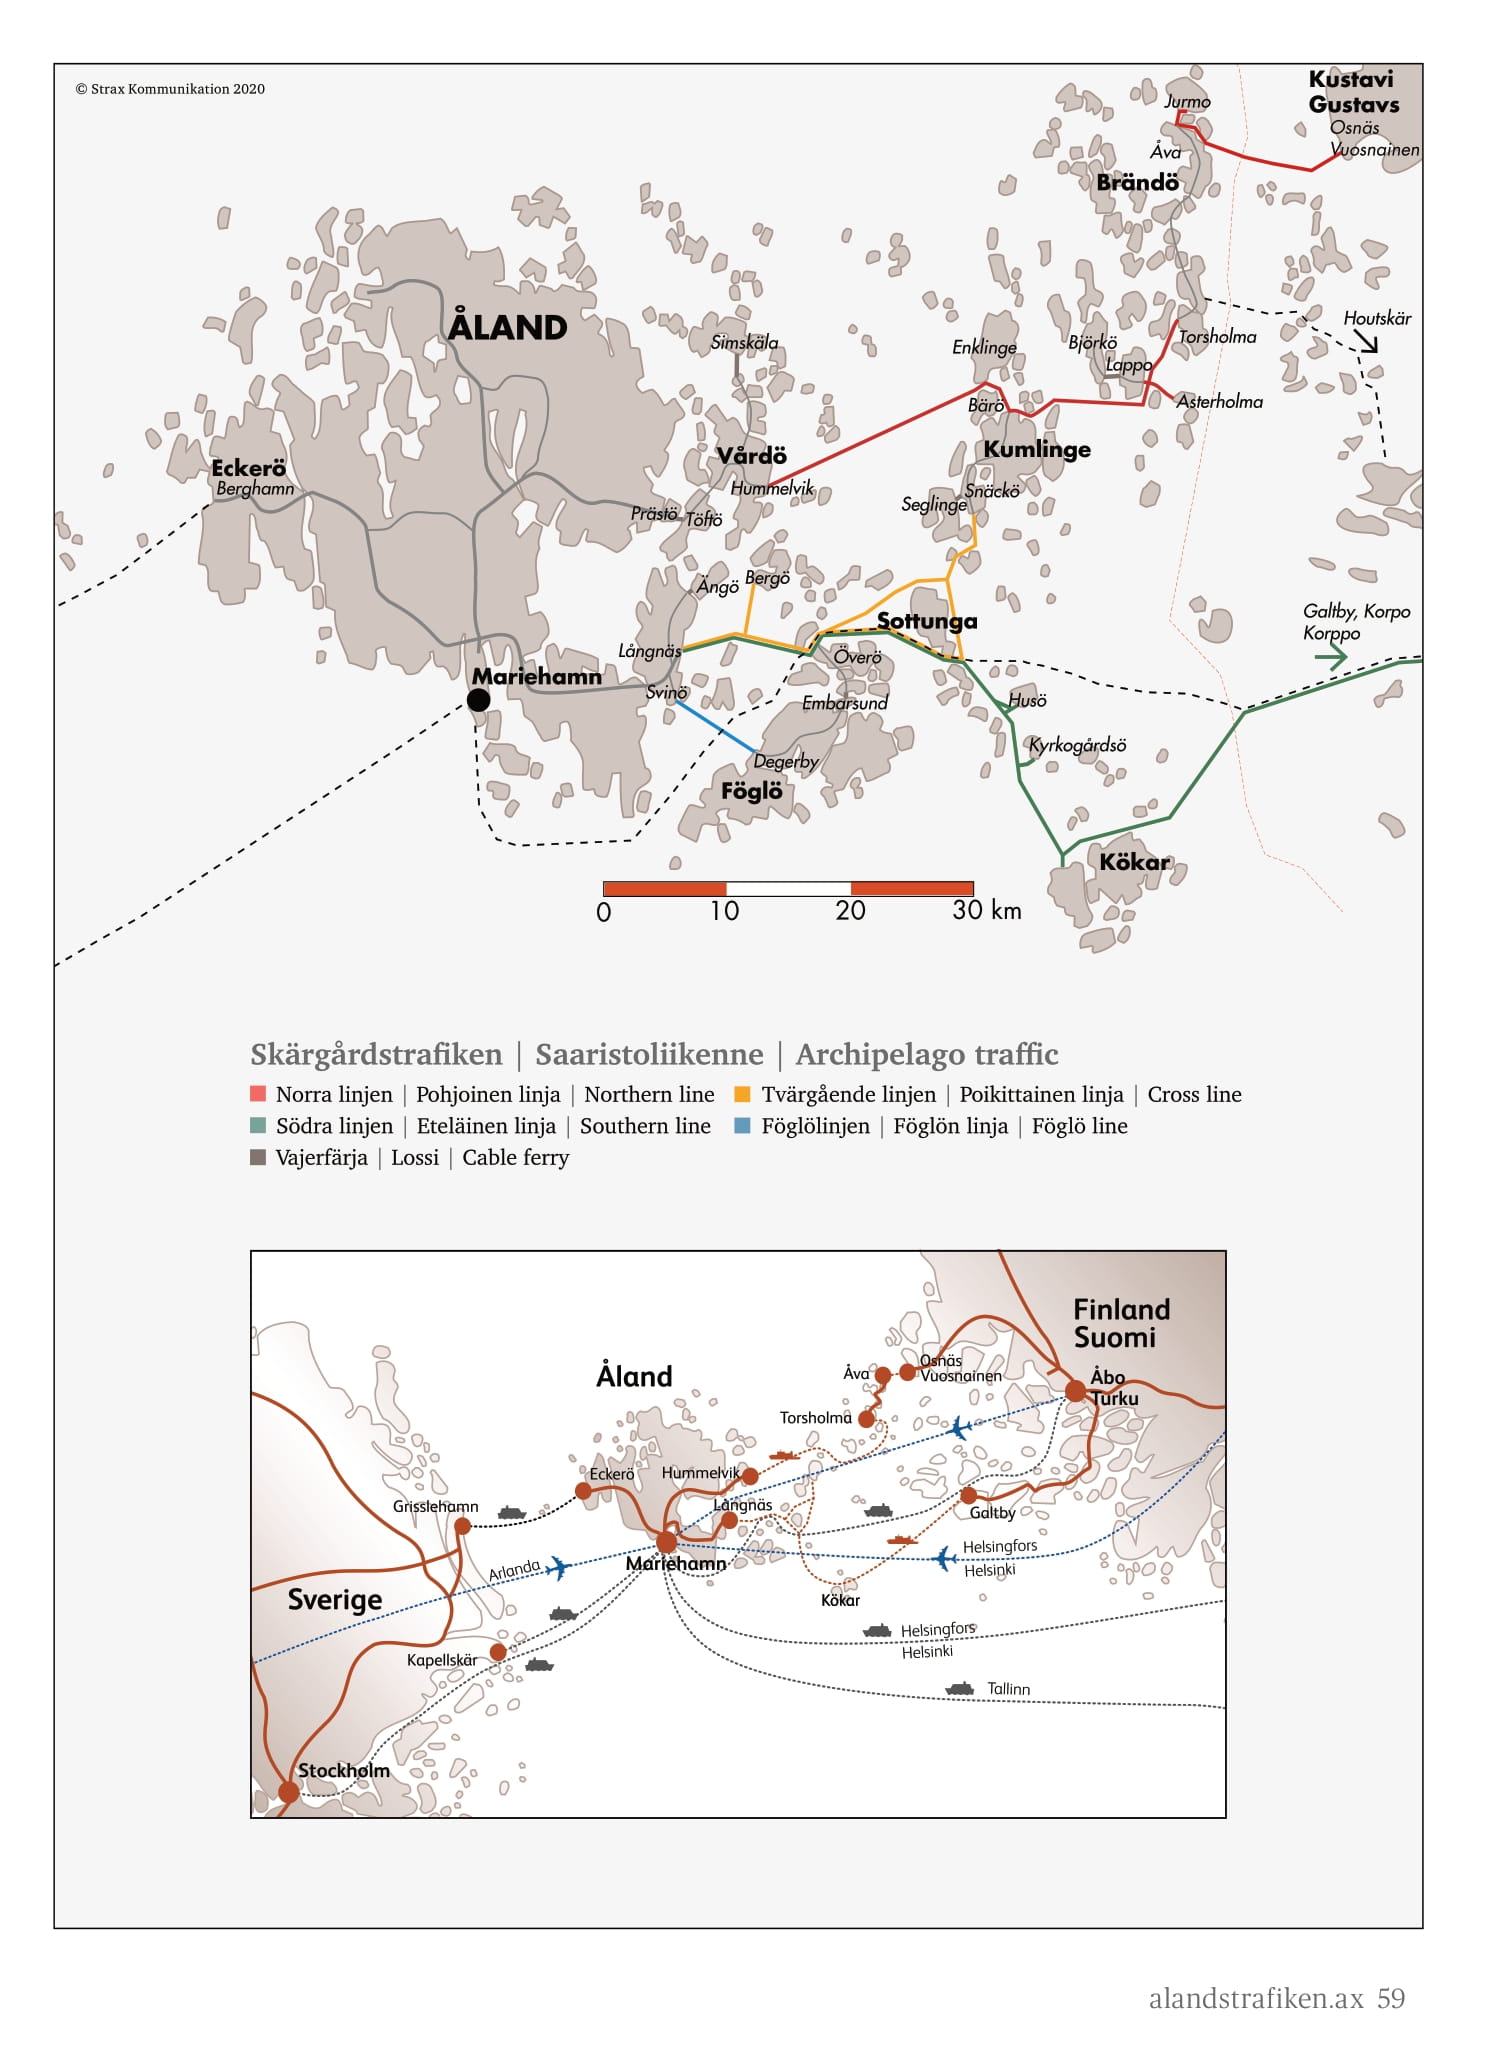 © Strax Kommunikation 2020
Kustavi
Gustavs
Osnäs
Vuosnainen
Jurmo
Åva
Brändö
ÅLAND
Houtskär
Simskäla
Enklinge
Björkö
Torsholma
Lappo
Asterholma
Bärö
Kumlinge
Vårdö
Eckerö
Berghamn
Hummelvik
Snäckö
Seglinge
Prästö
Töftö
Ängö
Bergö
Galtby, Korpo
Korppo
Sottunga
Långnäs
Överö
Mariehamn
Svinö
Embarsund
Husö
Kyrkogårdsö
Degerby
Föglö
Kökar
0 10 20 30 km
Skärgårdstrafiken | Saaristoliikenne | Archipelago traffic
Norra linjen | Pohjoinen linja | Northern line
Tvärgående linjen | Poikittainen linja | Cross line
Södra linjen | Eteläinen linja | Southern line
Föglölinjen | Föglön linja | Föglö line
Vajerfärja | Lossi | Cable ferry
Finland
Suomi
Åland
Osnäs
Vuosnainen
Åva
Åbo
Turku
Torsholma
Eckerö
Hummelvik
Grisslehamn
Långnäs
Galtby
Mariehamn
Helsingfors
Helsinki
Arlanda
Sverige
Kökar
Helsingfors
Helsinki
Kapellskär
Tallinn
Stockholm
alandstrafiken.ax 59